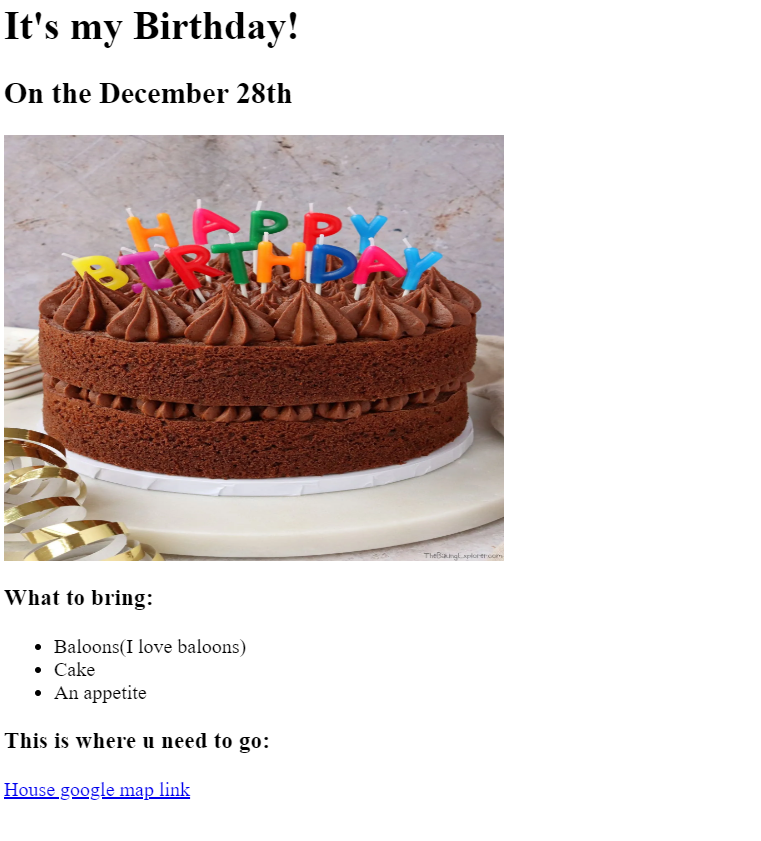 It's my Birthday!
On the December 28th
HAPPY
BIRTHDAY
TheBakingExplorer.com
What to bring:
Baloons(I love baloons)
Cake
An appetite
This is where u need to go:
House google map link